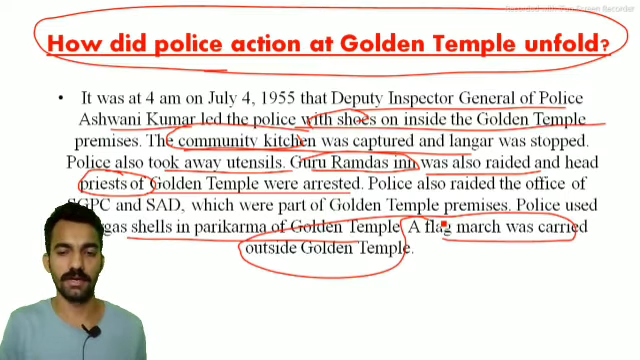 Recorded with iTop Screen Recorder
How did police action at Golden Temple unfold?
• It was at 4 am on July 4, 1955 that Deputy Inspector General of Police
Ashwani Kumar led the police with shoes on inside the Golden Temple
premises. The community kitchen was captured and langar was stopped.
Police also took away utensils. Guru Ramdas inn was also raided and head
priests of Golden Temple were arrested. Police also raided the office of
SGPC and SAD, which were part of Golden Temple premises. Police used
gas shells in parikarma of Golden Temple. A flag march was carried
outside Golden Temple.